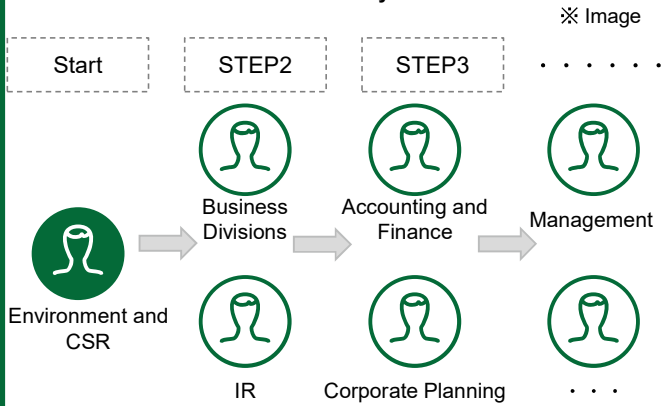 ※ Image
Start
STEP2
STEP3
・・・・・・
Business
Divisions
Accounting and
Finance
Management
Environment and
CSR
IR
Corporate Planning
・・・